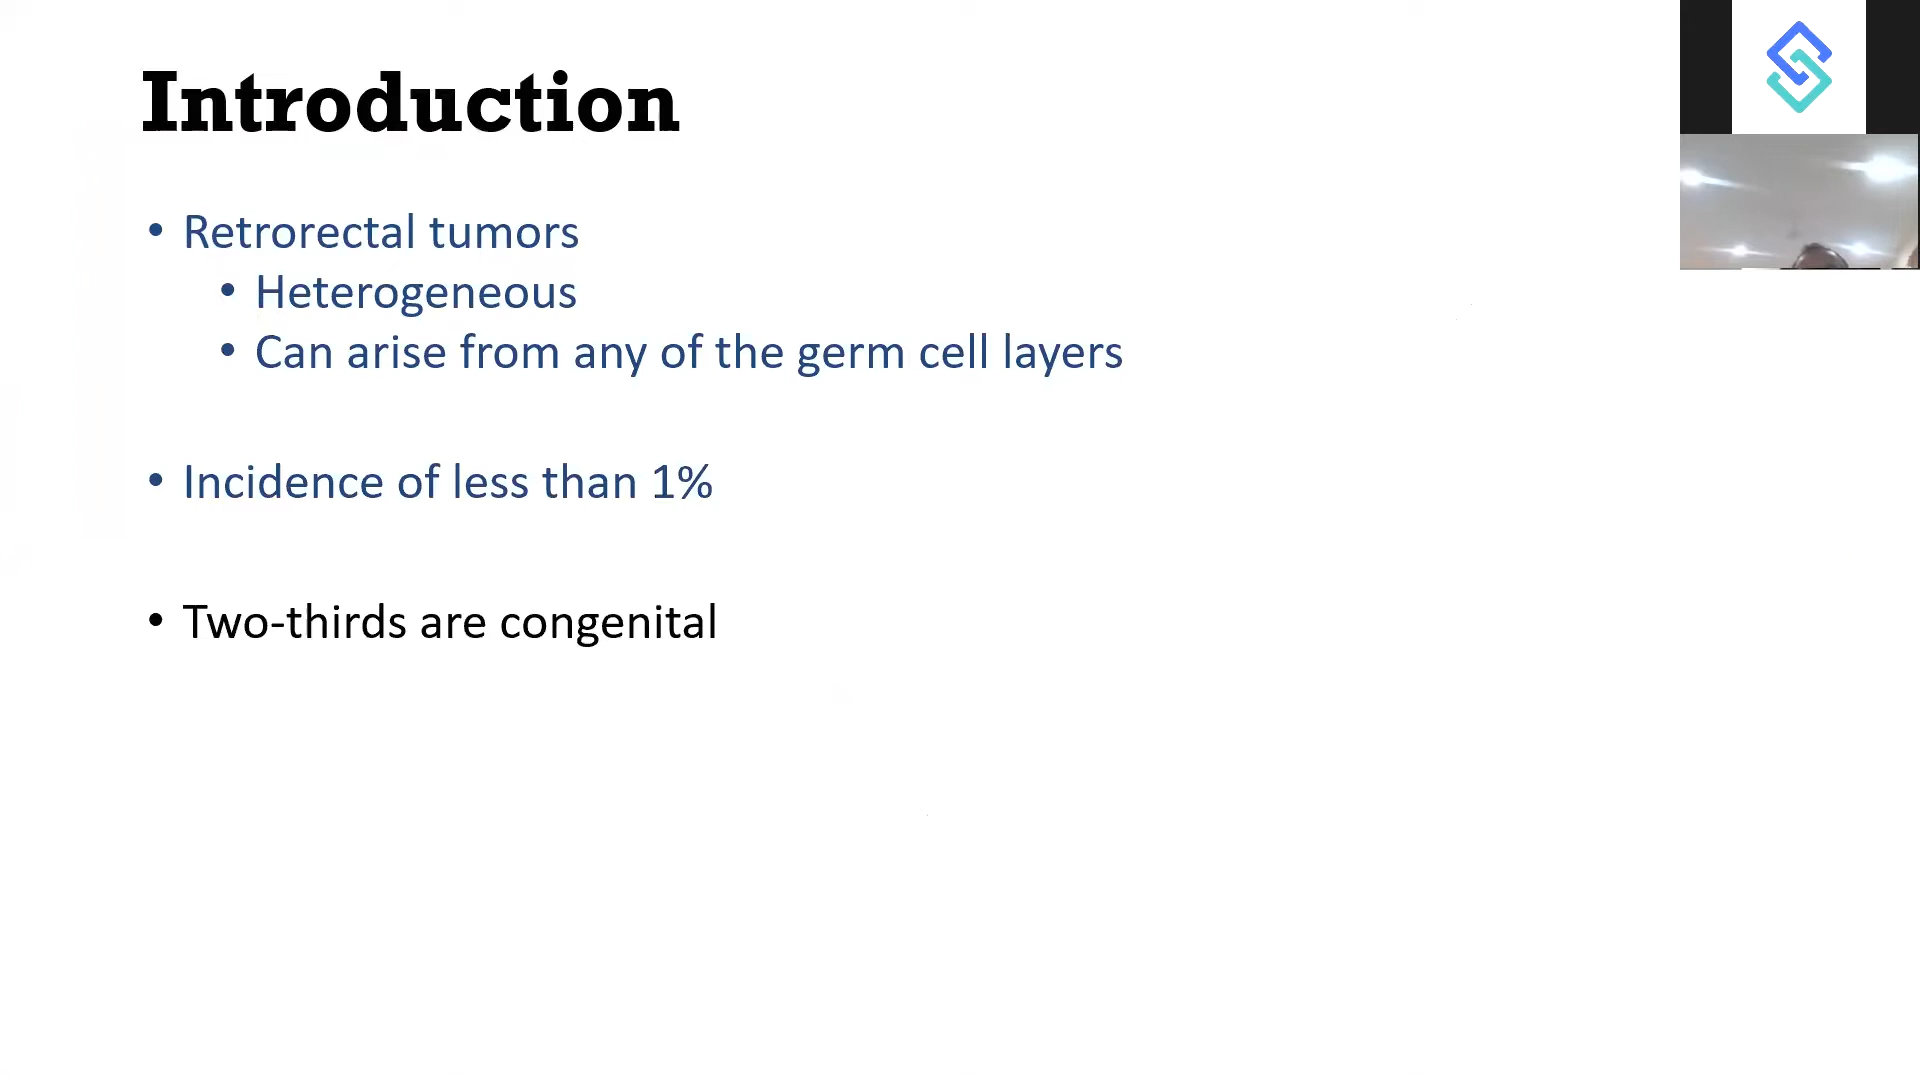 Introduction
• Retrorectal tumors
• Heterogeneous
• Can arise from any of the germ cell layers
• Incidence of less than 1%
• Two-thirds are congenital